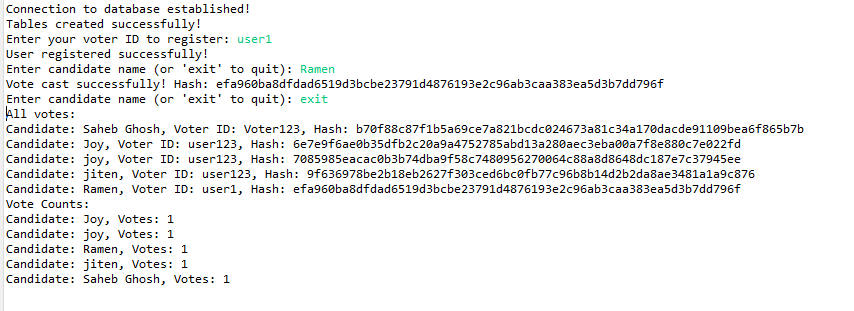 Connection to database established!
Tables created successfully!
Enter your voter ID to register: user1
User registered successfully!
Enter candidate name (or 'exit' to quit): Ramen
Vote cast successfully! Hash: efa960ba8dfdad6519d3bcbe23791d4876193e2c96ab3caa383ea5d3b7dd796f
Enter candidate name (or 'exit' to quit): exit
All votes:
Candidate: Saheb Ghosh, Voter ID: Voter123, Hash: b70f88c87f1b5a69ce7a821bcdc024673a81c34a170dacde91109bea6f865b7b
Candidate: Joy, Voter ID: user123, Hash: 6e7e9f6ae0b35dfb2c20a9a4752785abd13a280aec3eba00a7f8e880c7e022fd
Candidate: joy, Voter ID: user123, Hash: 7085985eacac0b3b74dba9f58c7480956270064c88a8d8648dc187e7c37945ee
Candidate: jiten, Voter ID: user123, Hash: 9f636978be2b18eb2627f303ced6bc0fb77c96b8b14d2b2da8ae3481a1a9c876
Candidate: Ramen, Voter ID: user1, Hash: efa960ba8dfdad6519d3bcbe23791d4876193e2c96ab3caa383ea5d3b7dd796f
Vote Counts:
Candidate: Joy, Votes: 1
Candidate: joy, Votes: 1
Candidate: Ramen, Votes: 1
Candidate: jiten, Votes: 1
Candidate: Saheb Ghosh, Votes: 1